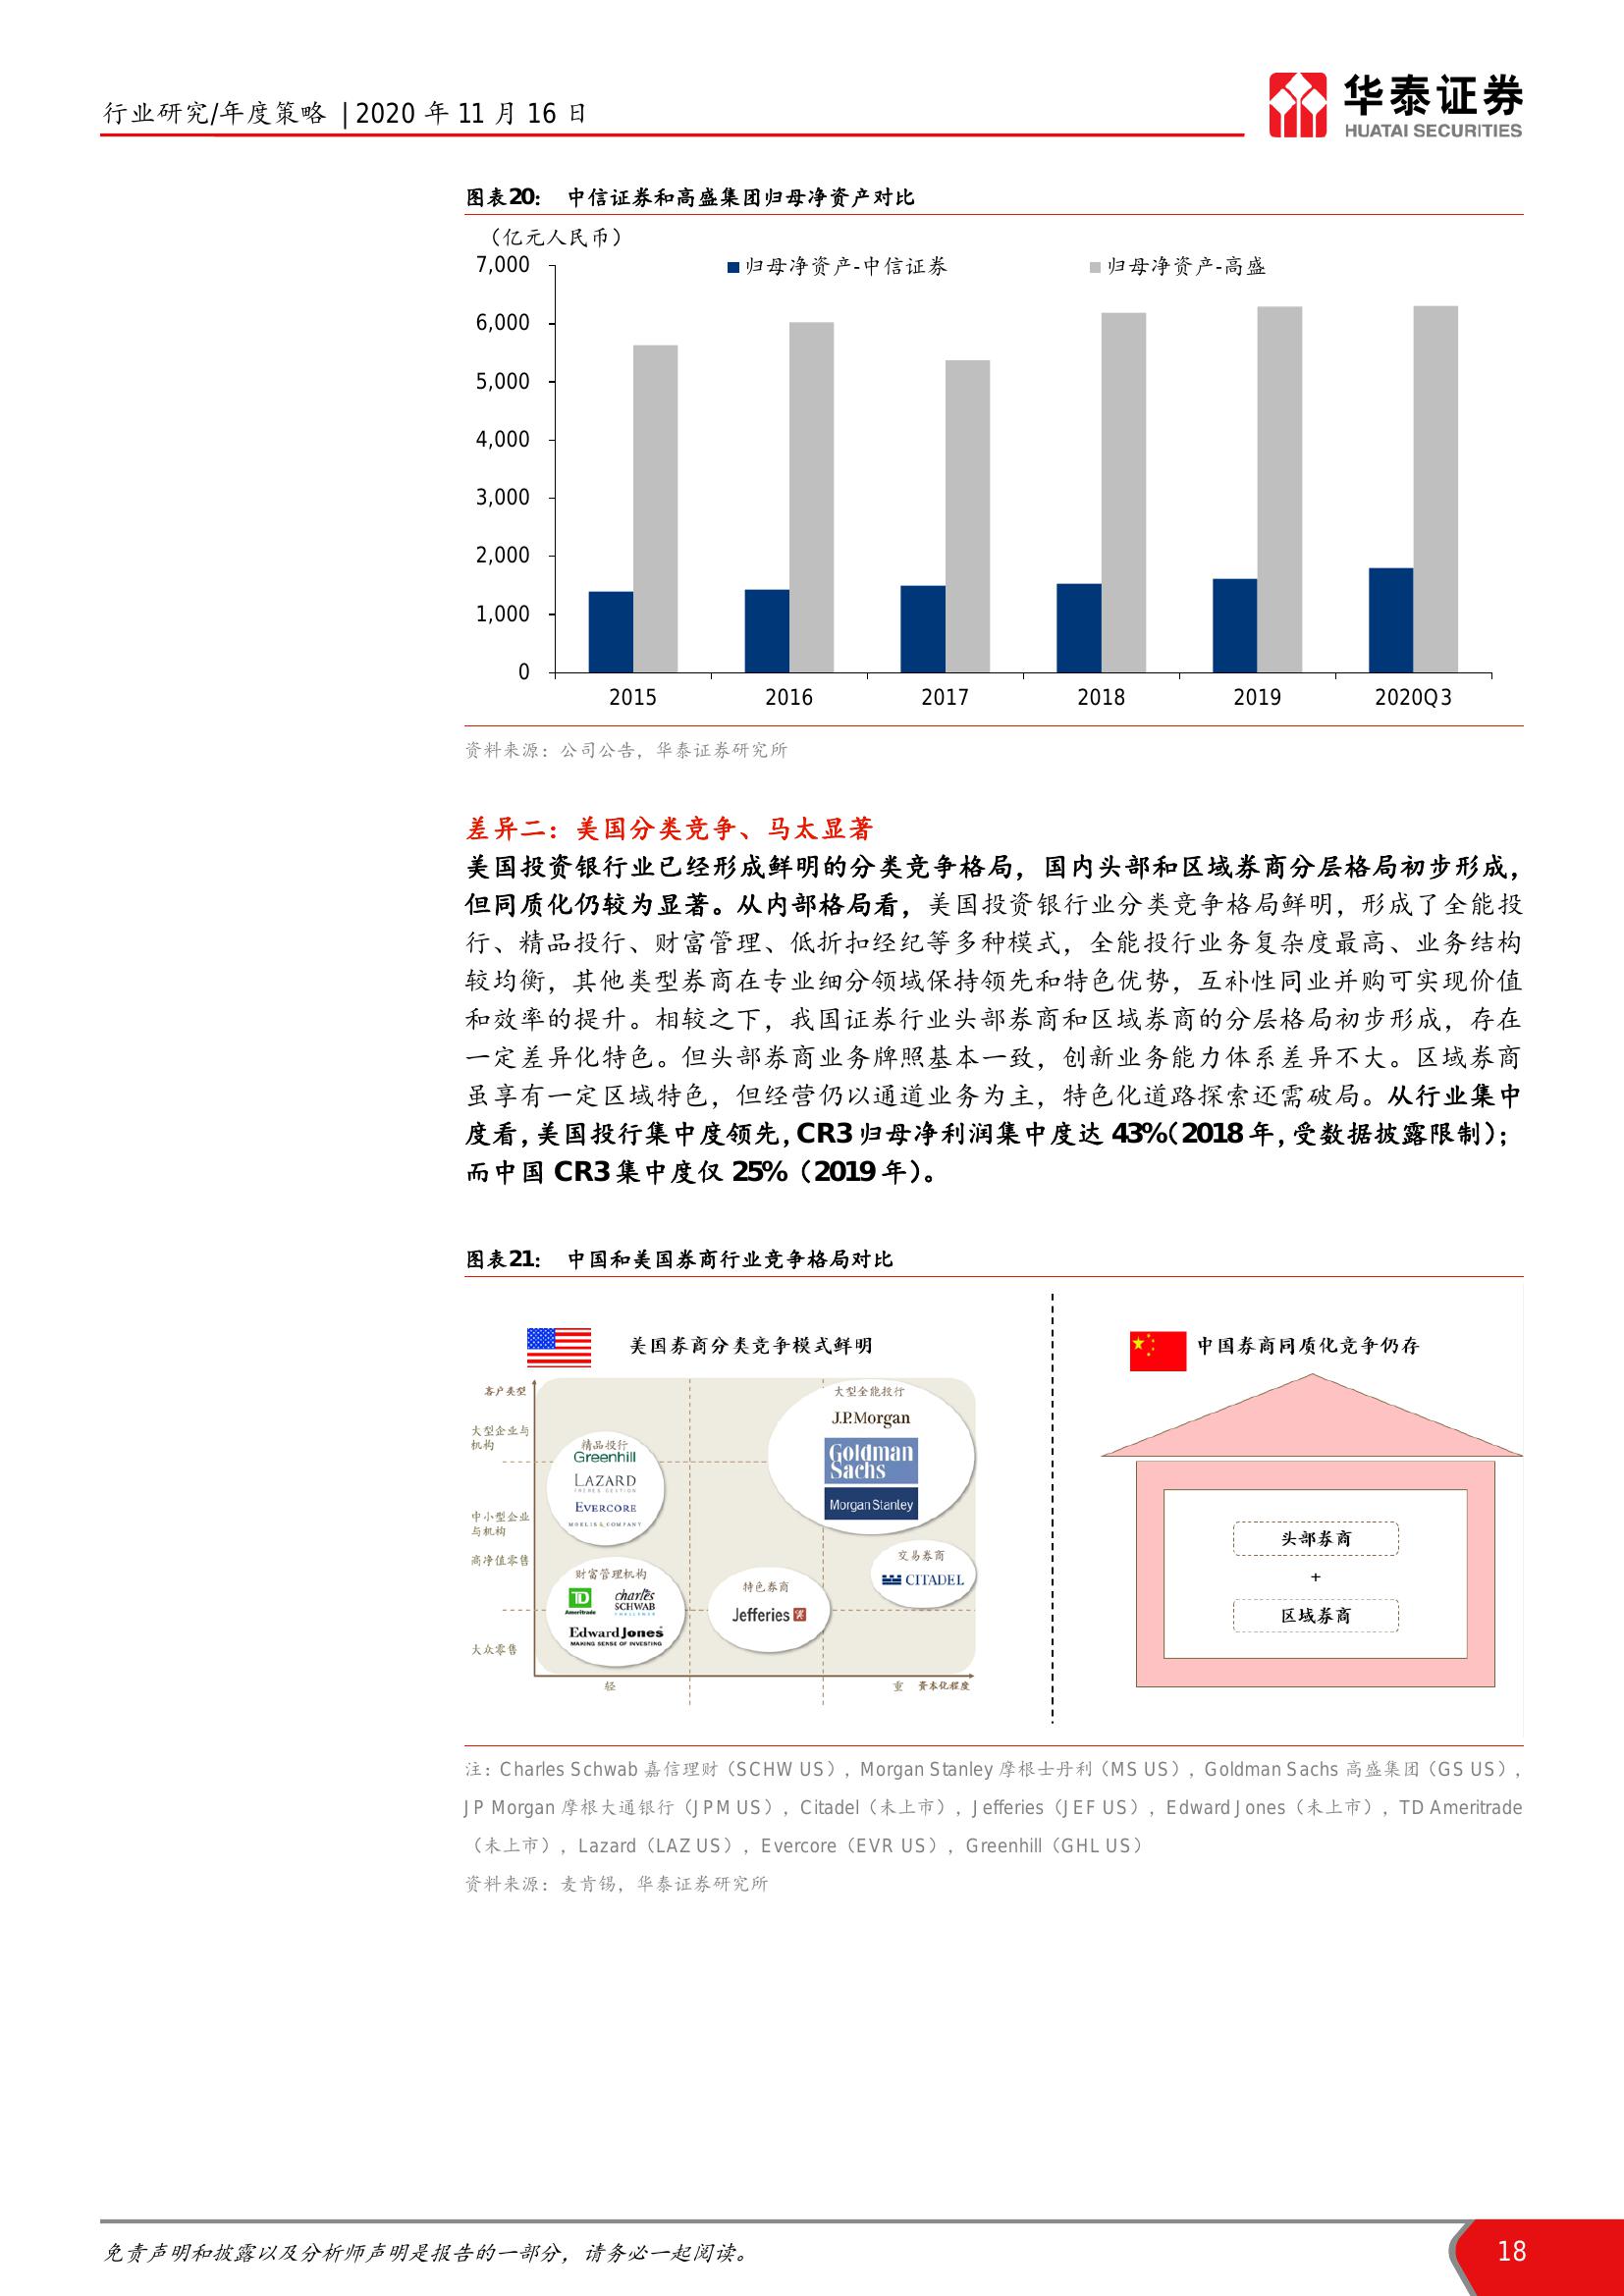 行业研究/年度策略 | 2020 年 11 月 16 日
华泰证券
HUATAI SECURITIES
图表20： 中信证券和高盛集团归母净资产对比
（亿元人民币）
归母净资产-中信证券 归母净资产-高盛
7,000
6,000
5,000
4,000
3,000
2,000
1,000
0
2015 2016 2017 2018 2019 2020Q3
资料来源：公司公告，华泰证券研究所
差异二：美国分类竞争、马太显著
美国投资银行业已经形成鲜明的分类竞争格局，国内头部和区域券商分层格局初步形成，
但同质化仍较为显著。从内部格局看，美国投资银行业分类竞争格局鲜明，形成了全能投
行、精品投行、财富管理、低折扣经纪等多种模式，全能投行业务复杂度最高、业务结构
较均衡，其他类型券商在专业细分领域保持领先和特色优势，互补性同业并购可实现价值
和效率的提升。相较之下，我国证券行业头部券商和区域券商的分层格局初步形成，存在
一定差异化特色。但头部券商业务牌照基本一致，创新业务能力体系差异不大。区域券商
虽享有一定区域特色，但经营仍以通道业务为主，特色化道路探索还需破局。从行业集中
度看，美国投行集中度领先，CR3 归母净利润集中度达 43%（2018 年，受数据披露限制）；
而中国 CR3 集中度仅 25%（2019 年）。
图表21： 中国和美国券商行业竞争格局对比
美国券商分类竞争模式鲜明
客户类型
大型企业与
机构
中小型企业
与机构
高净值零售
大众零售
精品投行
Greenhill
LAZARD
EVERCORE
大型全能投行
J.P.Morgan
Goldman
Sachs
Morgan Stanley
财富管理机构
TD
Ameritrade
charles
SCHWAB
Edward Jones
MAKING SENSE OF INVESTING
特色券商
Jefferies
交易券商
CITADEL
轻 重 资本化程度
中国券商同质化竞争仍存
头部券商
+
区域券商
注：Charles Schwab 嘉信理财（SCHW US），Morgan Stanley 摩根士丹利（MS US），Goldman Sachs 高盛集团（GS US），
JP Morgan 摩根大通银行（JPM US），Citadel（未上市），Jefferies（JEF US），Edward Jones（未上市），TD Ameritrade
（未上市），Lazard（LAZ US），Evercore（EVR US），Greenhill（GHL US）
资料来源：麦肯锡，华泰证券研究所
免责声明和披露以及分析师声明是报告的一部分，请务必一起阅读。
18